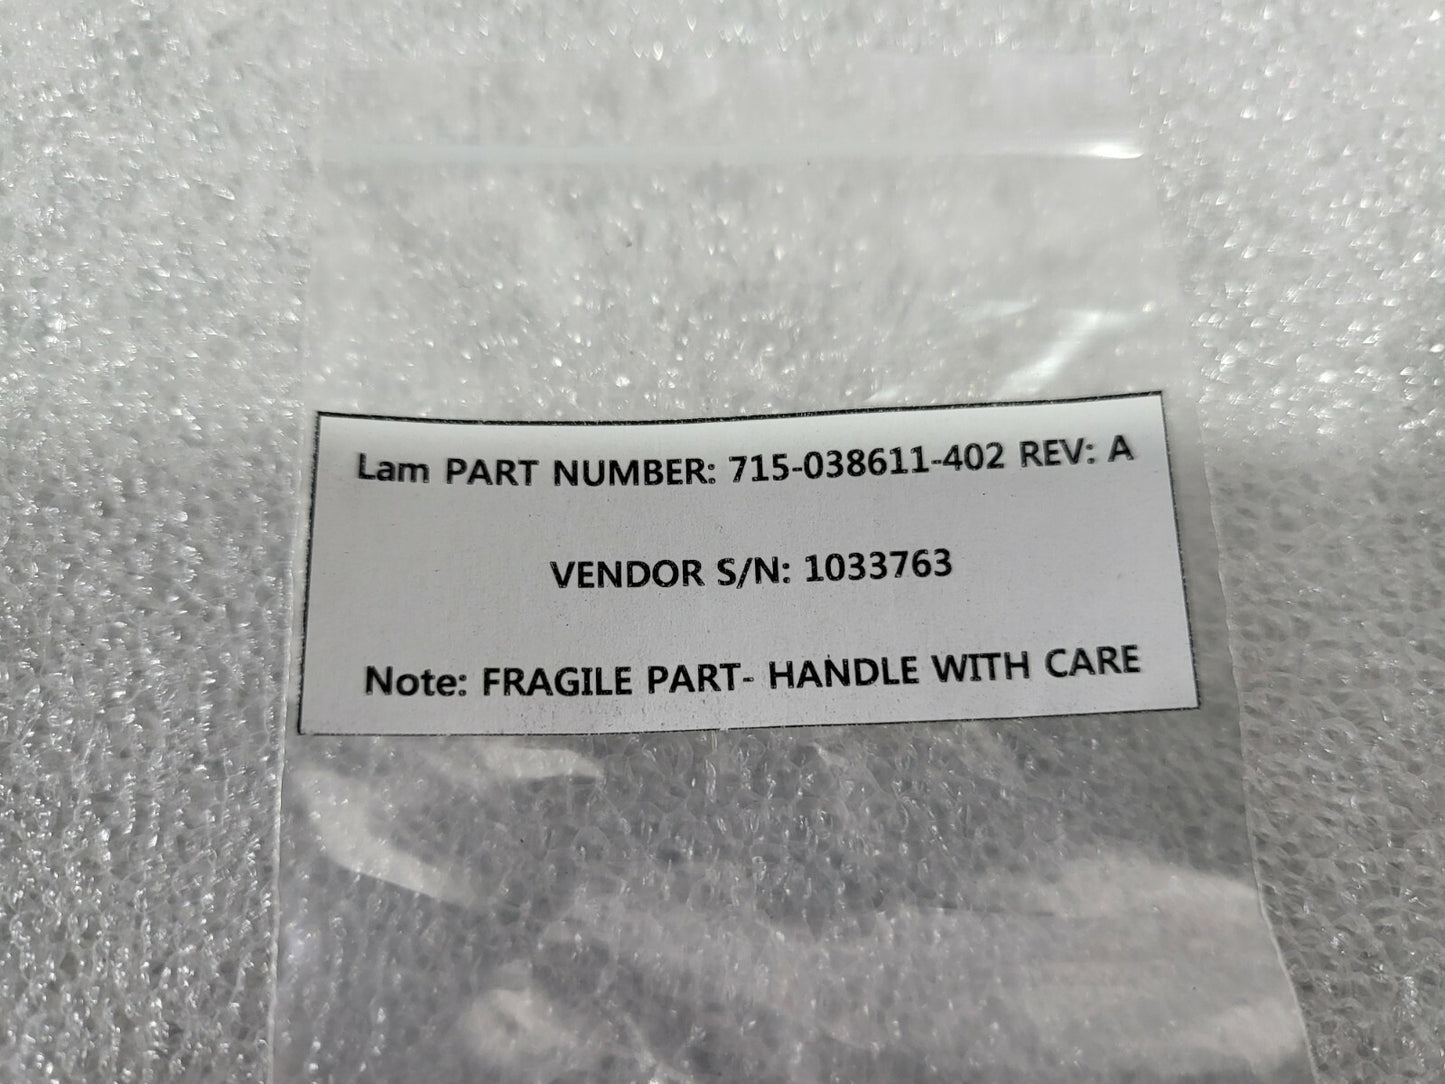 Lam PART NUMBER: 715-038611-402 REV: A
VENDOR S/N: 1033763
Note: FRAGILE PART- HANDLE WITH CARE